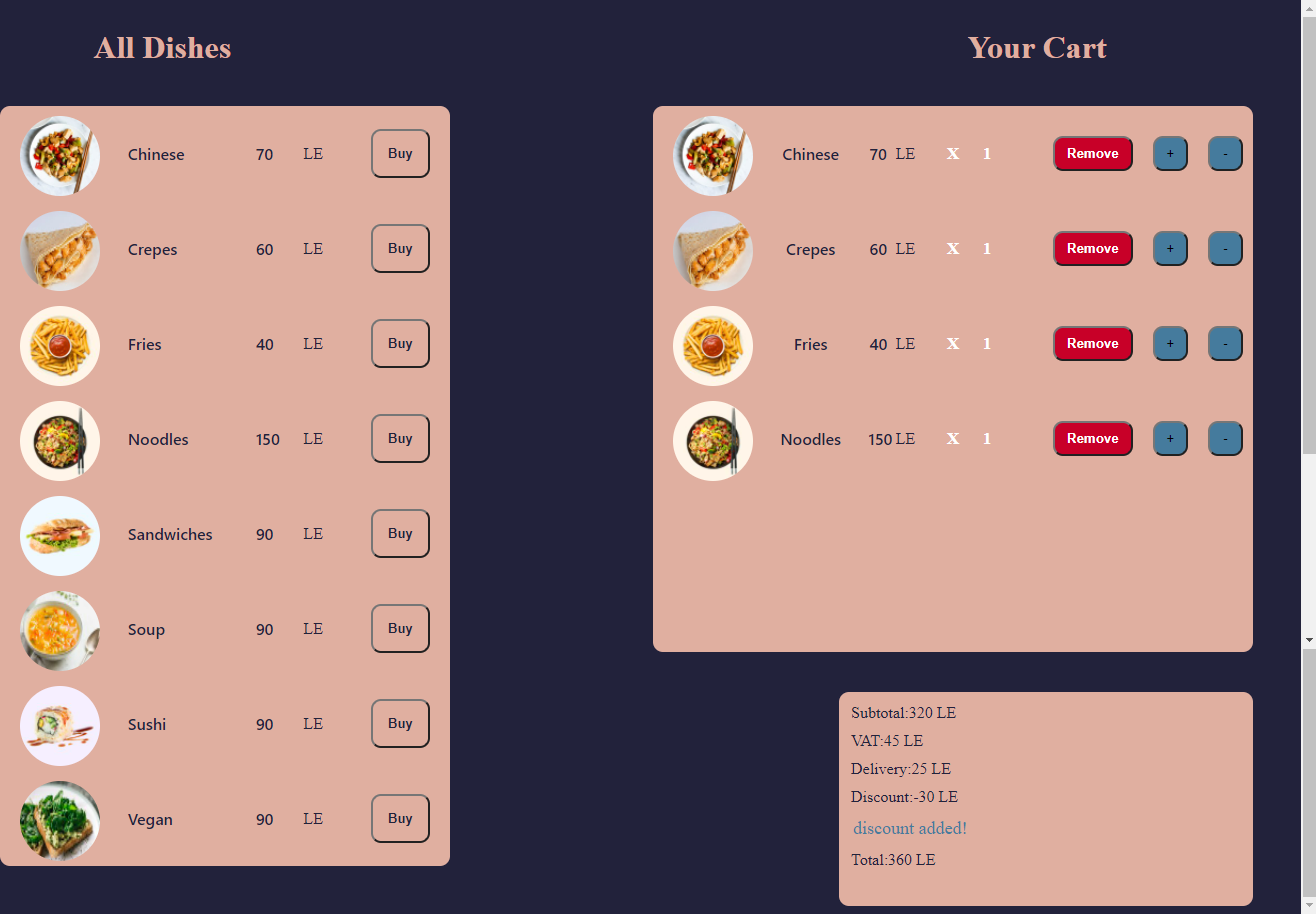 All Dishes
Chinese 70 LE Buy
Crepes 60 LE Buy
Fries 40 LE Buy
Noodles 150 LE Buy
Sandwiches 90 LE Buy
Soup 90 LE Buy
Sushi 90 LE Buy
Vegan 90 LE Buy
Your Cart
Chinese 70 LE X 1 Remove + -
Crepes 60 LE X 1 Remove + -
Fries 40 LE X 1 Remove + -
Noodles 150 LE X 1 Remove + -
Subtotal:320 LE
VAT:45 LE
Delivery:25 LE
Discount:-30 LE
discount added!
Total:360 LE